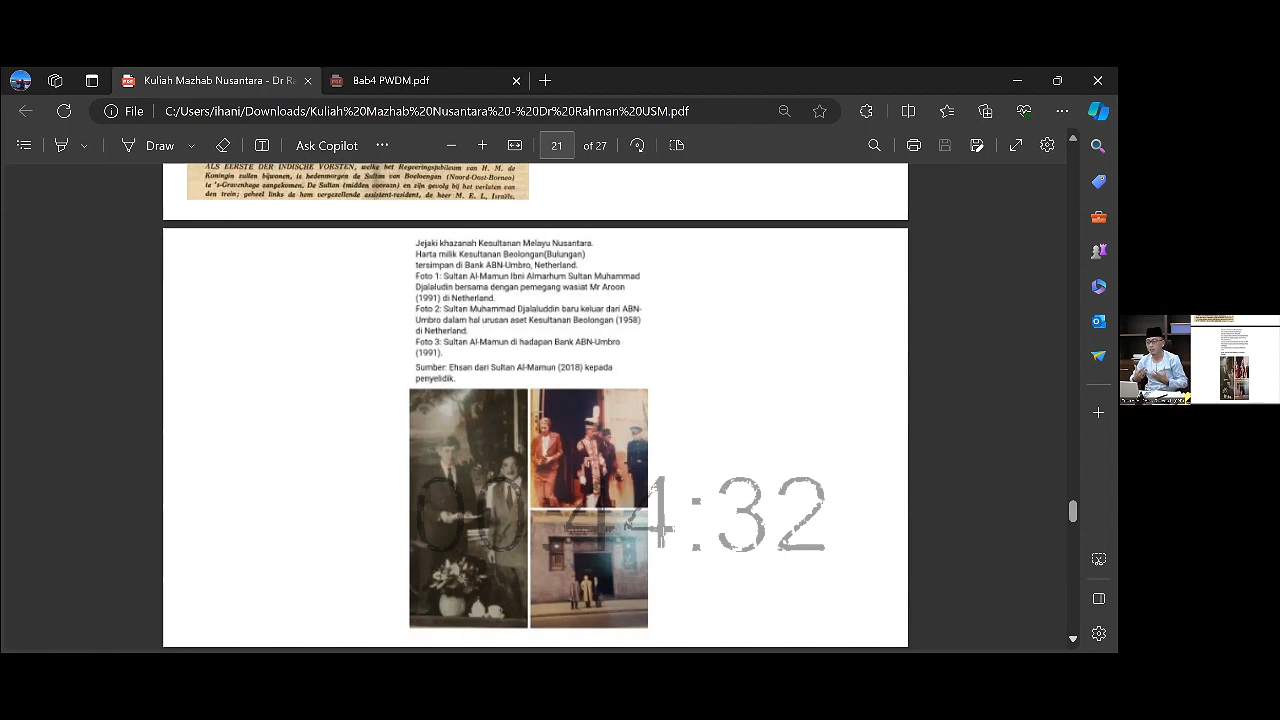 Kuliah Mazhab Nusantara - Dr Ra
Bab4 PWDM.pdf
File
C:/Users/ihani/Downloads/Kuliah%20Mazhab%20Nusantara%20-%20Dr%20Rahman%20USM.pdf
Draw
Ask Copilot
21
of 27
ALS EERSTE DER INDISCHE VORSTEN, welke het Regeeringsjubileum van H. M. de
Koningin zullen bijwonen, is hedenmorgen de Sultan van Boeloengan (Noord-Oost-Borneo)
te 's-Gravenhage aangekomen. De Sultan (midden vooraan) en zijn gevolg bij het verlaten van
den trein; geheel links de hem vergezellende assistent-resident, de heer M. E. L. Israëls.
Jejaki khazanah Kesultanan Melayu Nusantara.
Harta milik Kesultanan Beolongan(Bulungan)
tersimpan di Bank ABN-Umbro, Netherland.
Foto 1: Sultan Al-Mamun Ibni Almarhum Sultan Muhammad
Djalaludin bersama dengan pemegang wasiat Mr Aroon
(1991) di Netherland.
Foto 2: Sultan Muhammad Djalaluddin baru keluar dari ABN-
Umbro dalam hal urusan aset Kesultanan Beolongan (1958)
di Netherland.
Foto 3: Sultan Al-Mamun di hadapan Bank ABN-Umbro
(1991).
Sumber: Ehsan dari Sultan Al-Mamun (2018) kepada
penyelidik.
00:44:32